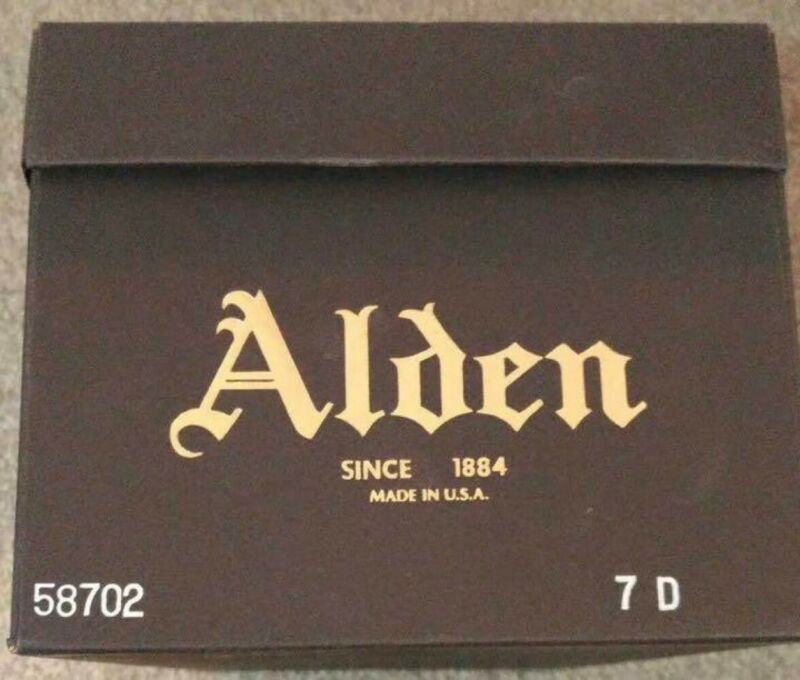 Alden
SINCE 1884
MADE IN U.S.A.
58702 7 D